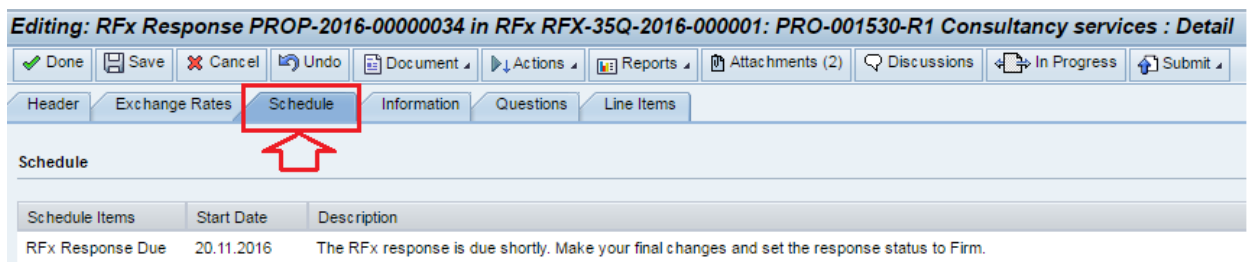 Editing: RFx Response PROP-2016-00000034 in RFx RFX-35Q-2016-000001: PRO-001530-R1 Consultancy services : Detail
Done Save Cancel Undo Document Actions Reports Attachments (2) Discussions In Progress Submit
Header Exchange Rates Schedule Information Questions Line Items
Schedule
Schedule Items Start Date Description
RFx Response Due 20.11.2016 The RFx response is due shortly. Make your final changes and set the response status to Firm.